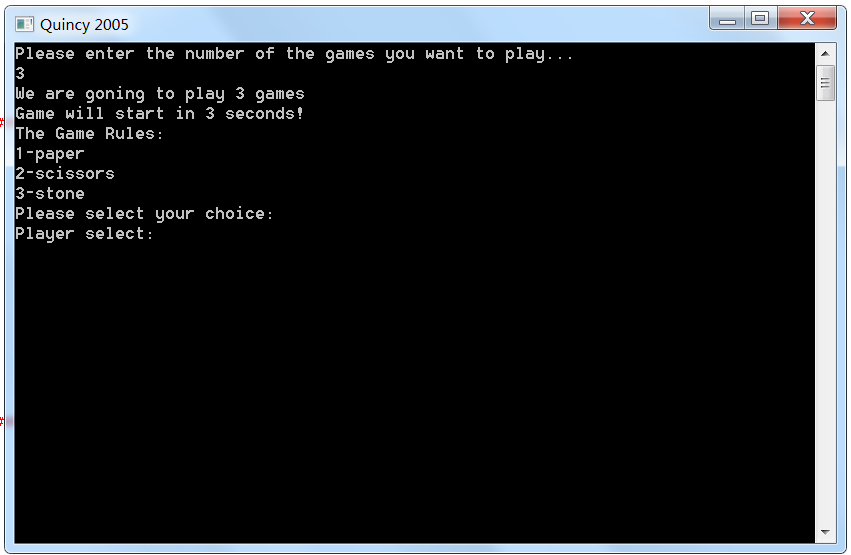 Quincy 2005
Please enter the number of the games you want to play...
3
We are goning to play 3 games
Game will start in 3 seconds!
The Game Rules:
1-paper
2-scissors
3-stone
Please select your choice:
Player select: